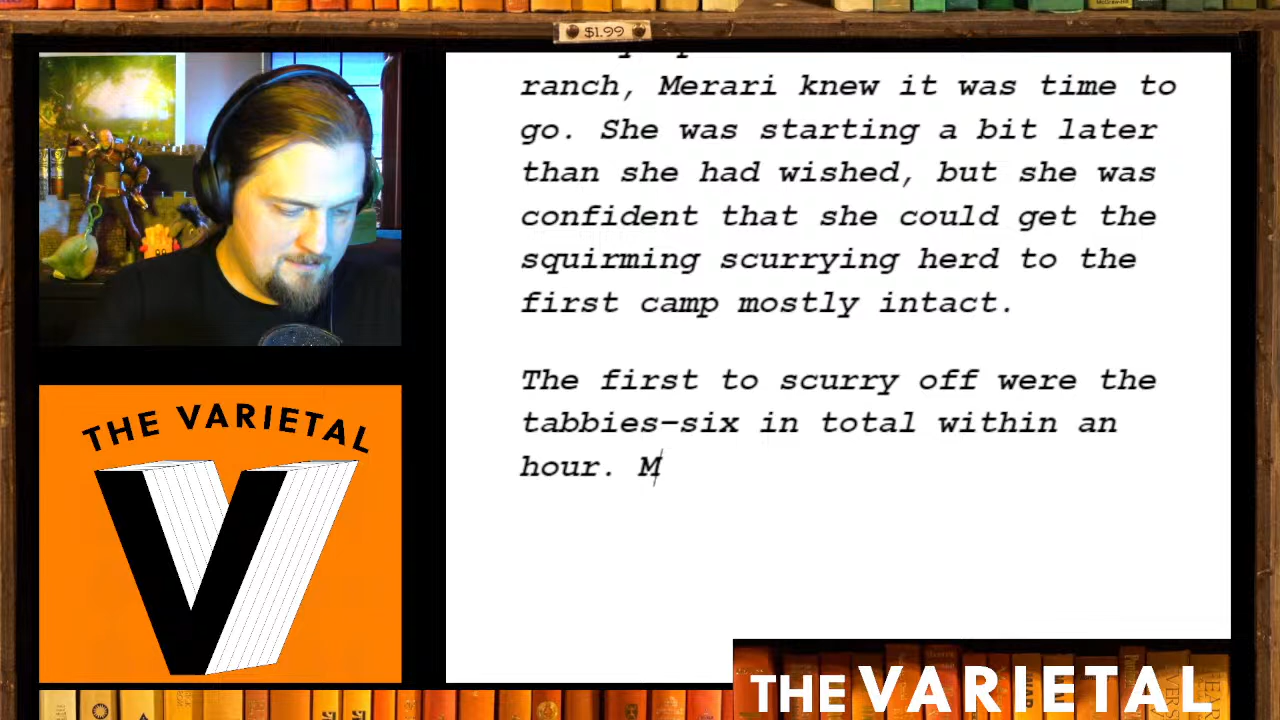 $1.99
ranch, Merari knew it was time to
go. She was starting a bit later
than she had wished, but she was
confident that she could get the
squirming scurrying herd to the
first camp mostly intact.
The first to scurry off were the
tabbies-six in total within an
hour. M
THE VARIETAL
THE VARIETAL